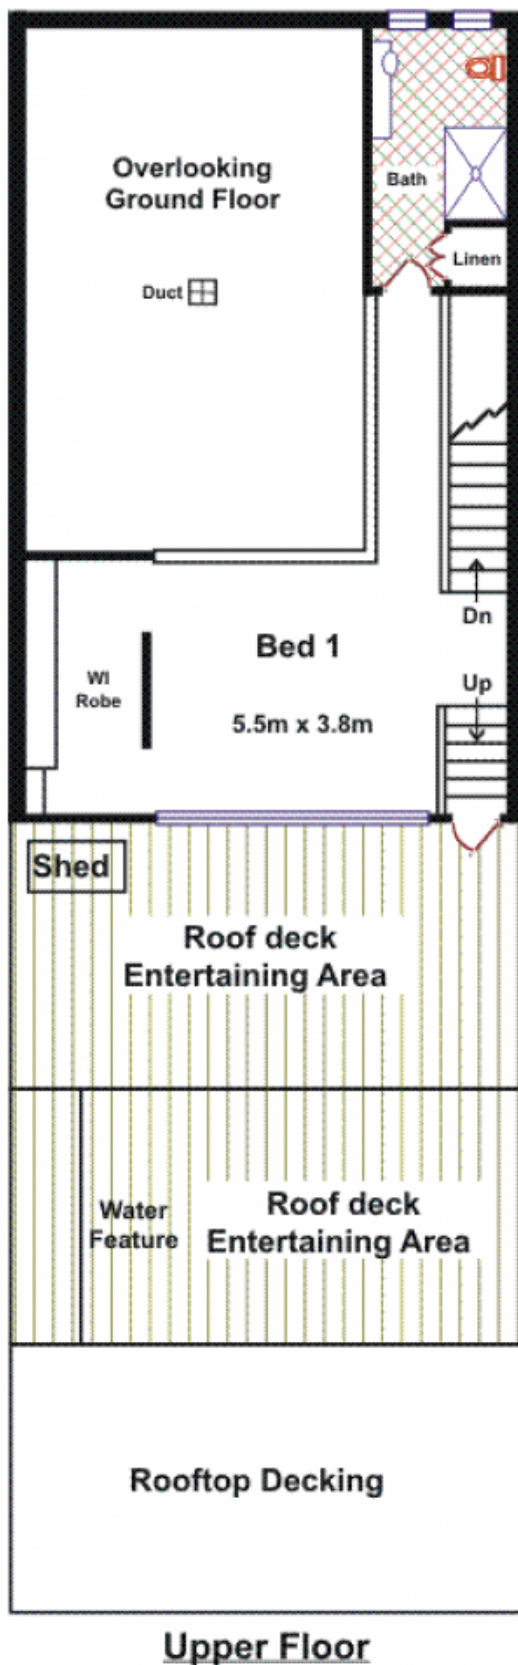 Overlooking
Ground Floor
Bath
Linen
Duct
Dn
Bed 1
WI
Robe
Up
5.5m x 3.8m
Shed
Roof deck
Entertaining Area
Water
Feature
Roof deck
Entertaining Area
Rooftop Decking
Upper Floor